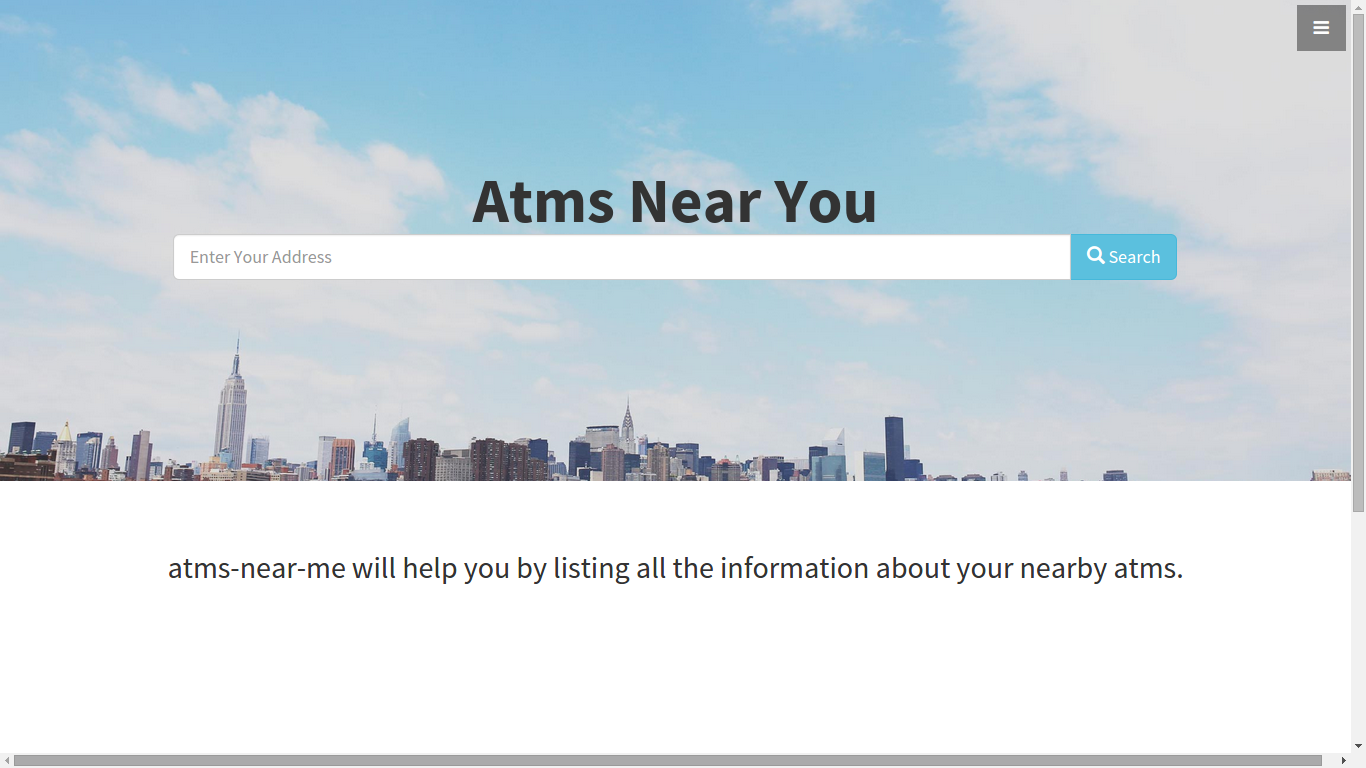 Atms Near You
Enter Your Address
Search
atms-near-me will help you by listing all the information about your nearby atms.